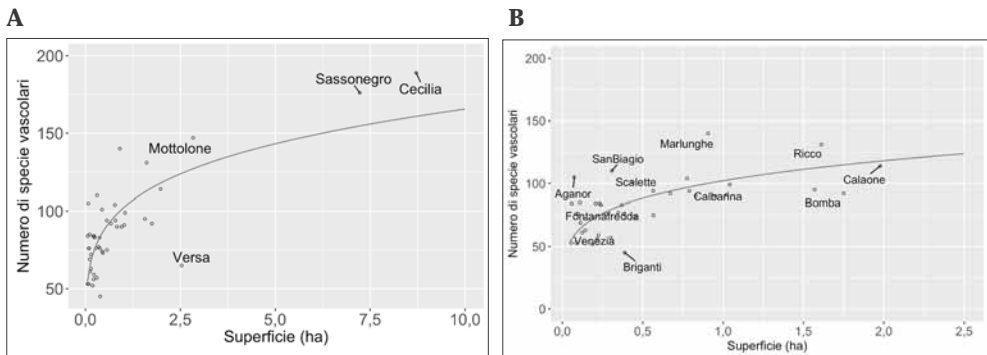 A
Numero di specie vascolari
200
150
100
50
Sassonegro
Cecilia
Mottolone
Versa
0,0
2,5
5,0
7,5
10,0
Superficie (ha)
B
Numero di specie vascolari
200
150
100
50
0
Marlunghe
Ricco
SanBiagio
Aganor
Scalette
Calaone
Calbarina
Bomba
Fontanafredda
Venezia
Briganti
0,0
0,5
1,0
1,5
2,0
2,5
Superficie (ha)